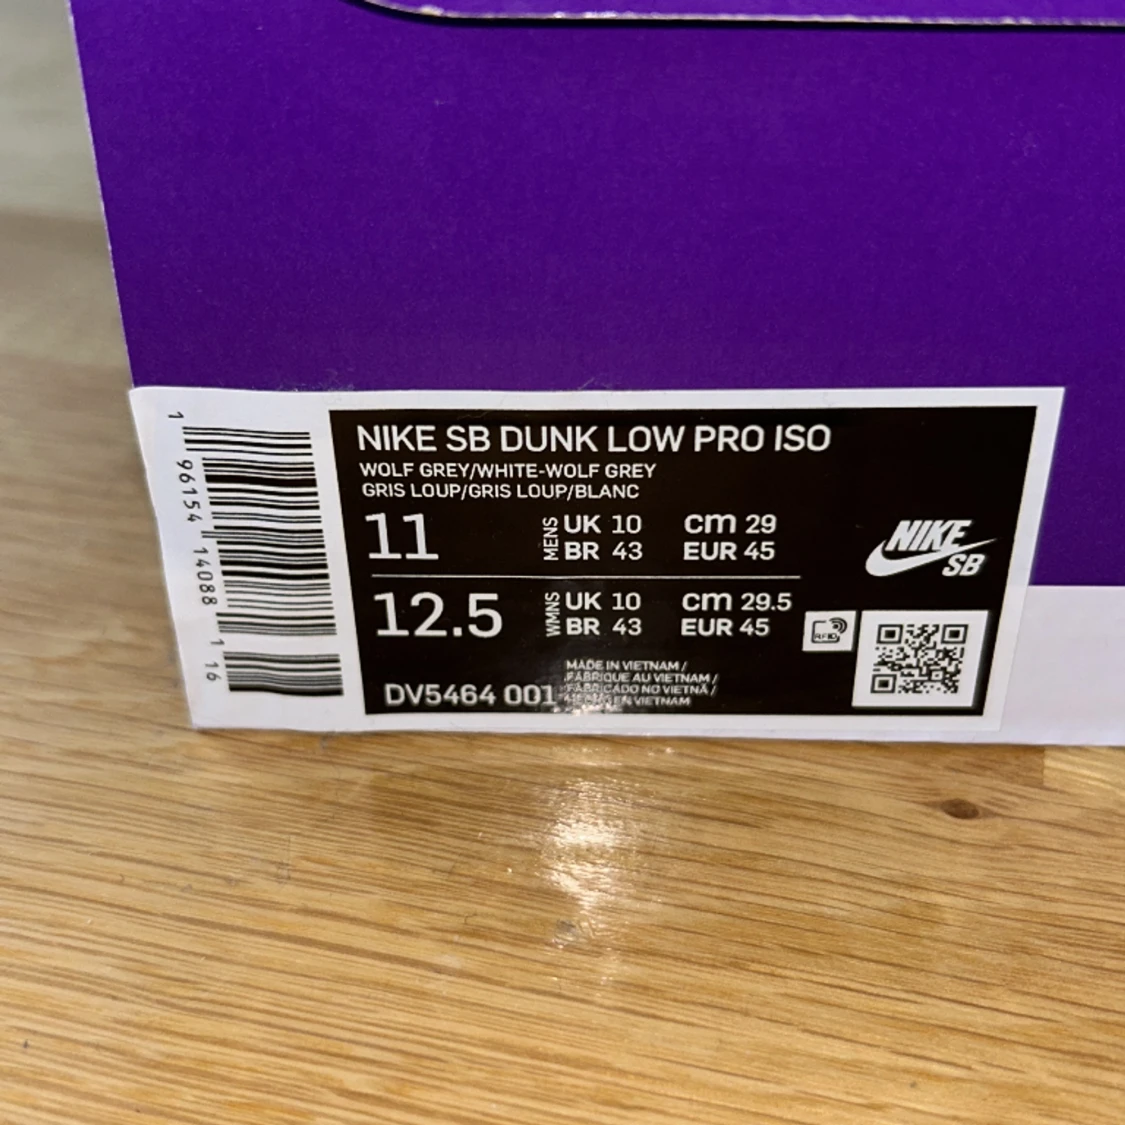 1
96154 14088
1
16
NIKE SB DUNK LOW PRO ISO
WOLF GREY/WHITE-WOLF GREY
GRIS LOUP/GRIS LOUP/BLANC
11
MENS
UK 10 cm 29
BR 43 EUR 45
12.5
WMNS
UK 10 cm 29.5
BR 43 EUR 45
NIKE
SB
RFID
DV5464 001
MADE IN VIETNAM /
FABRIQUE AU VIETNAM /
FABRICADO NO VIETNÃ /
EN VIETNAM